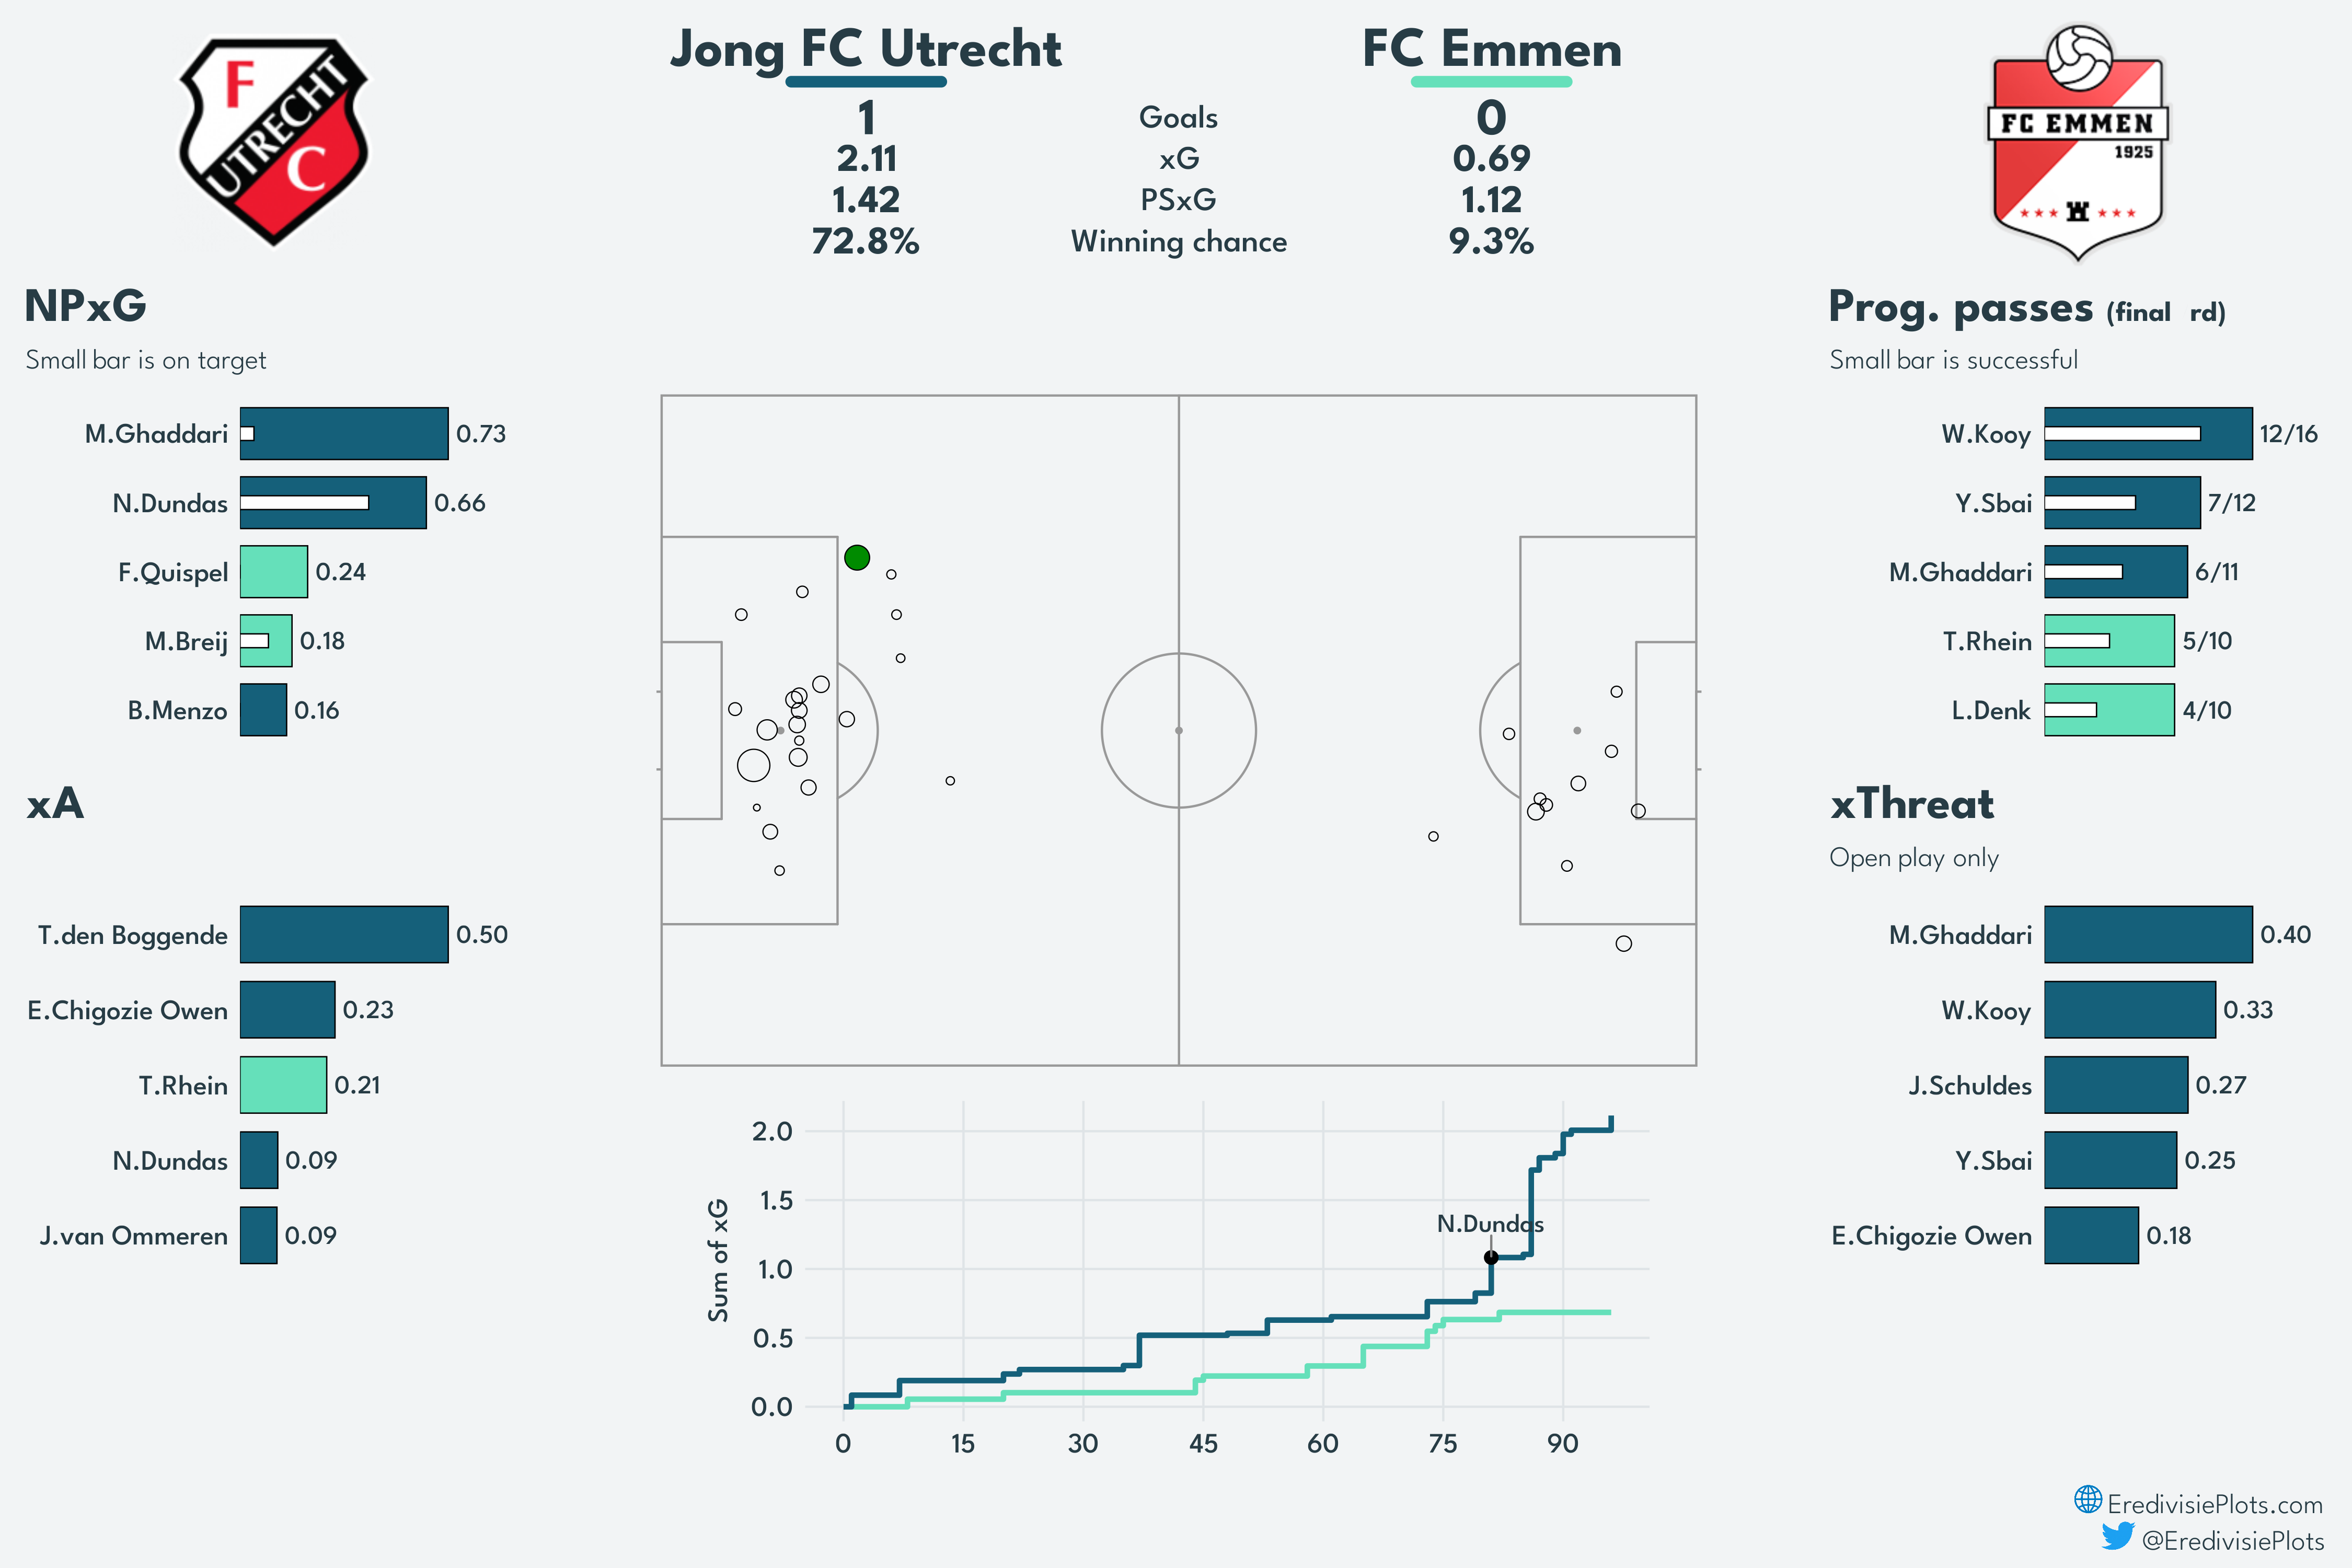 F
UTRECHT
C
Jong FC Utrecht
FC Emmen
1 Goals 0
2.11 xG 0.69
1.42 PSxG 1.12
72.8% Winning chance 9.3%
FC EMMEN
1925
NPxG
Small bar is on target
M.Ghaddari 0.73
N.Dundas 0.66
F.Quispel 0.24
M.Breij 0.18
B.Menzo 0.16
xA
T.den Boggende 0.50
E.Chigozie Owen 0.23
T.Rhein 0.21
N.Dundas 0.09
J.van Ommeren 0.09
Sum of xG
2.0
1.5
1.0
0.5
0.0
N.Dundas
0 15 30 45 60 75 90
Prog. passes (final rd)
Small bar is successful
W.Kooy 12/16
Y.Sbai 7/12
M.Ghaddari 6/11
T.Rhein 5/10
L.Denk 4/10
xThreat
Open play only
M.Ghaddari 0.40
W.Kooy 0.33
J.Schuldes 0.27
Y.Sbai 0.25
E.Chigozie Owen 0.18
EredivisiePlots.com
@EredivisiePlots